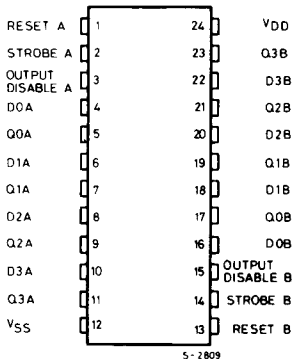 RESET A 1 24 VDD
STROBE A 2 23 Q3B
OUTPUT
DISABLE A 3 22 D3B
D0A 4 21 Q2B
Q0A 5 20 D2B
D1A 6 19 Q1B
Q1A 7 18 D1B
D2A 8 17 Q0B
Q2A 9 16 D0B
D3A 10 15 OUTPUT
DISABLE B
Q3A 11 14 STROBE B
VSS 12 13 RESET B
S-2809